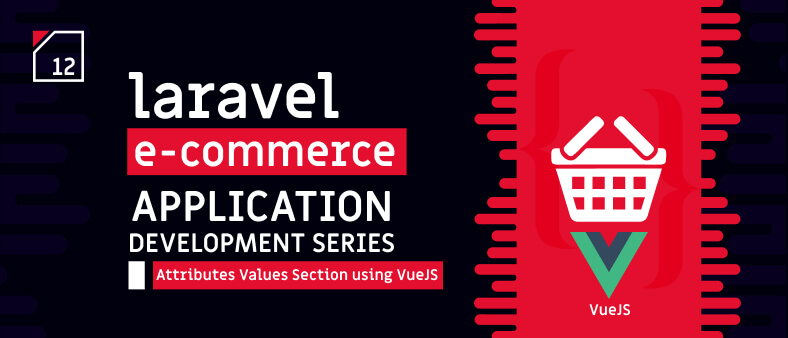 12
laravel
e-commerce
APPLICATION
DEVELOPMENT SERIES
Attributes Values Section using VueJS
VueJS